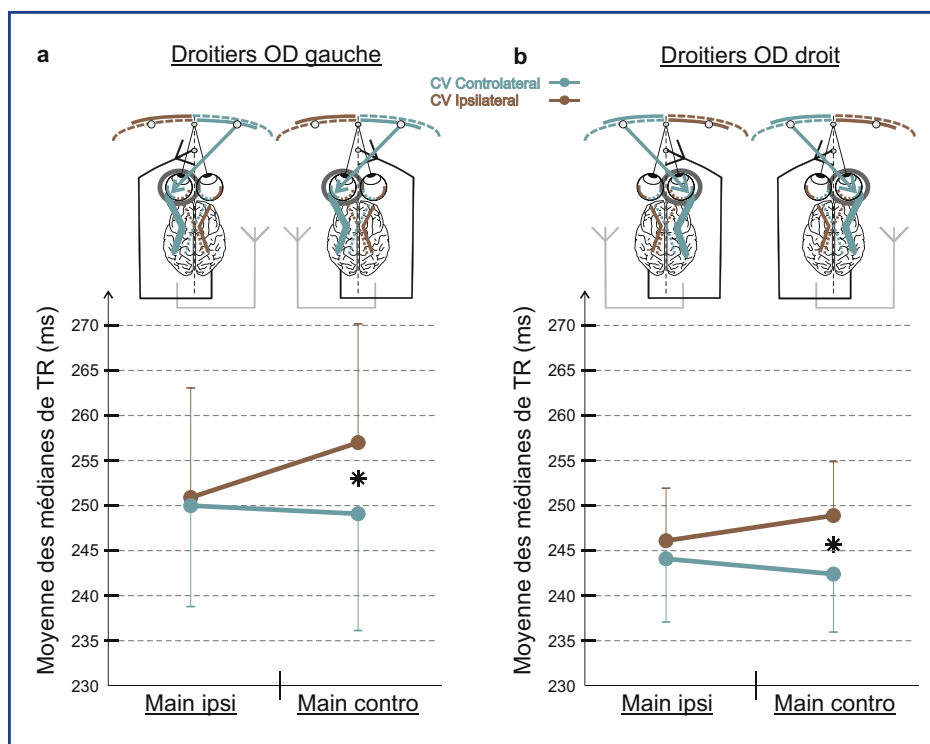 a
Droitiers OD gauche
CV Controlateral
CV Ipsilateral
b
Droitiers OD droit
Moyenne des médianes de TR (ms)
270
265
260
255
250
245
240
235
230
*
Main ipsi
Main contro
Moyenne des médianes de TR (ms)
270
265
260
255
250
245
240
235
230
*
Main ipsi
Main contro